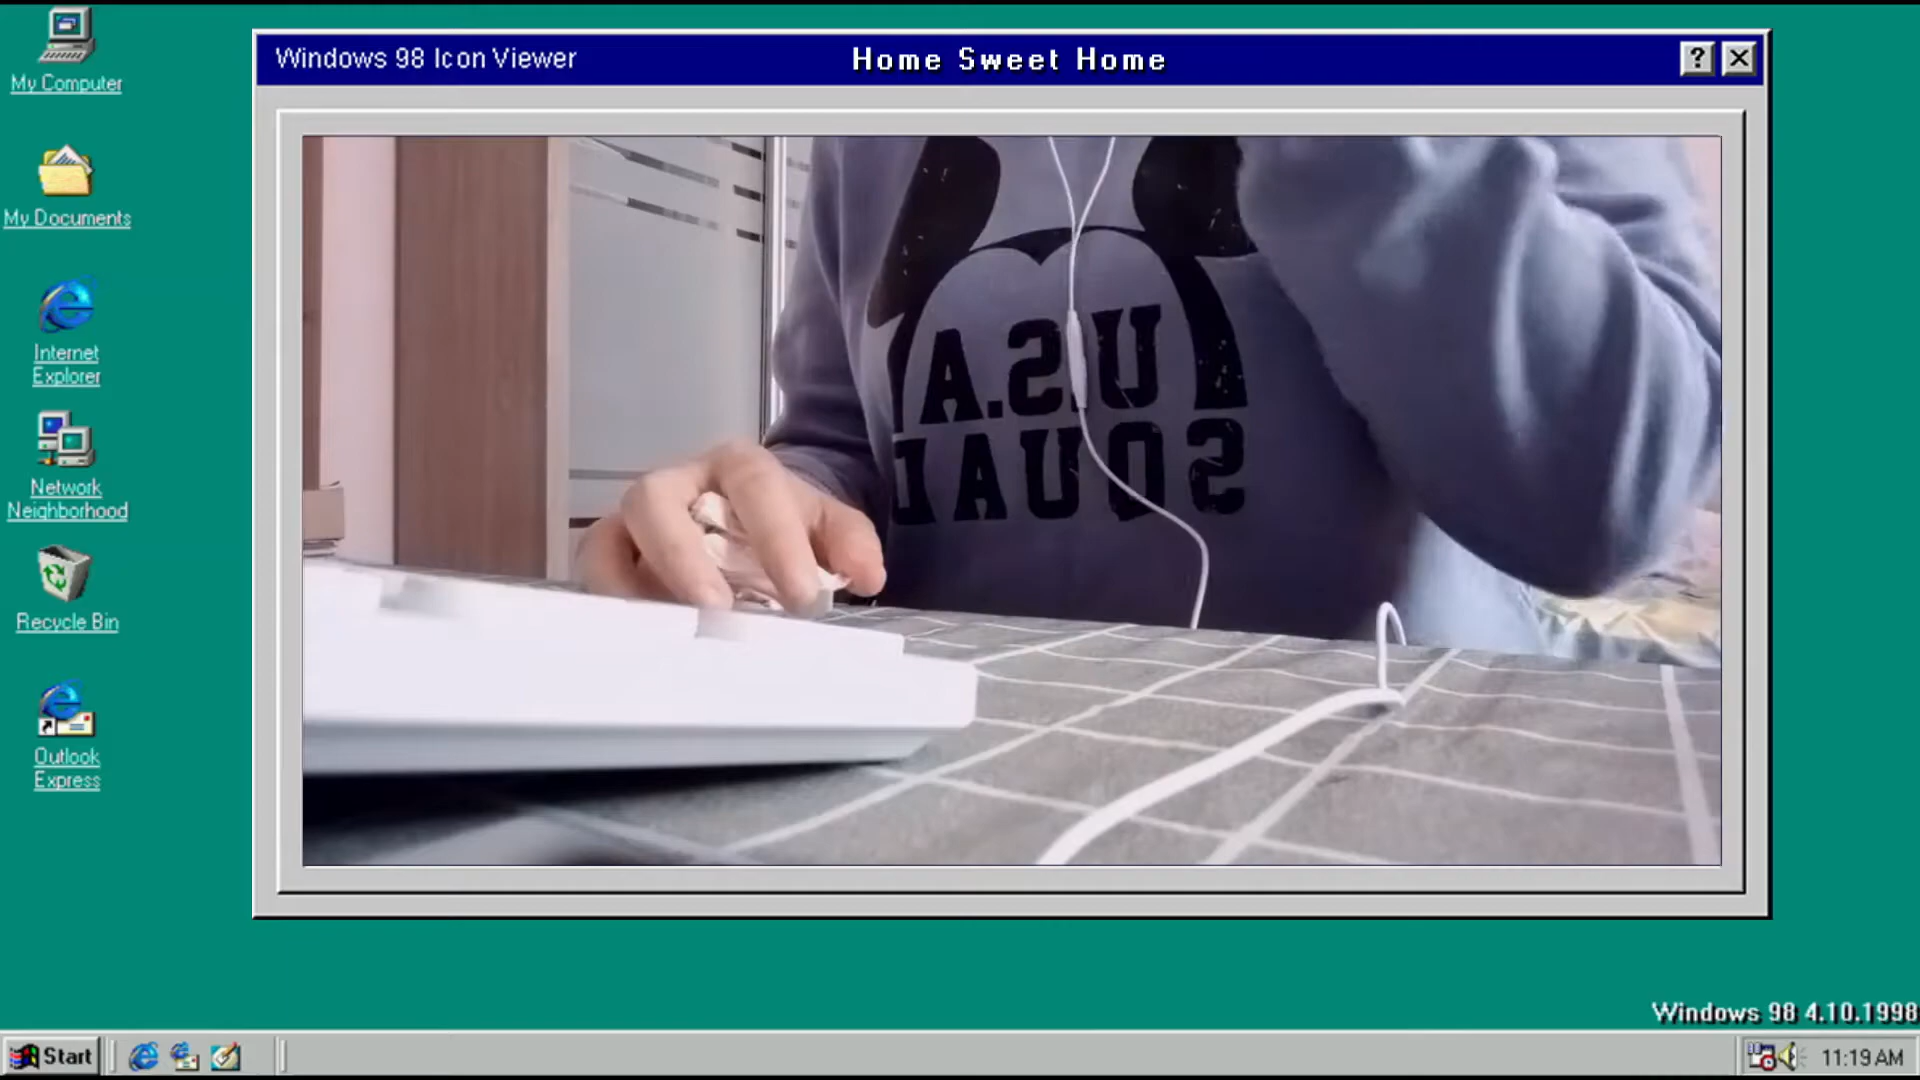 My Computer
My Documents
Internet
Explorer
Network
Neighborhood
Recycle Bin
Outlook
Express
Windows 98 Icon Viewer
Home Sweet Home
?
U.S.A
SQUAD
Windows 98 4.10.1998
Start
11:19 AM